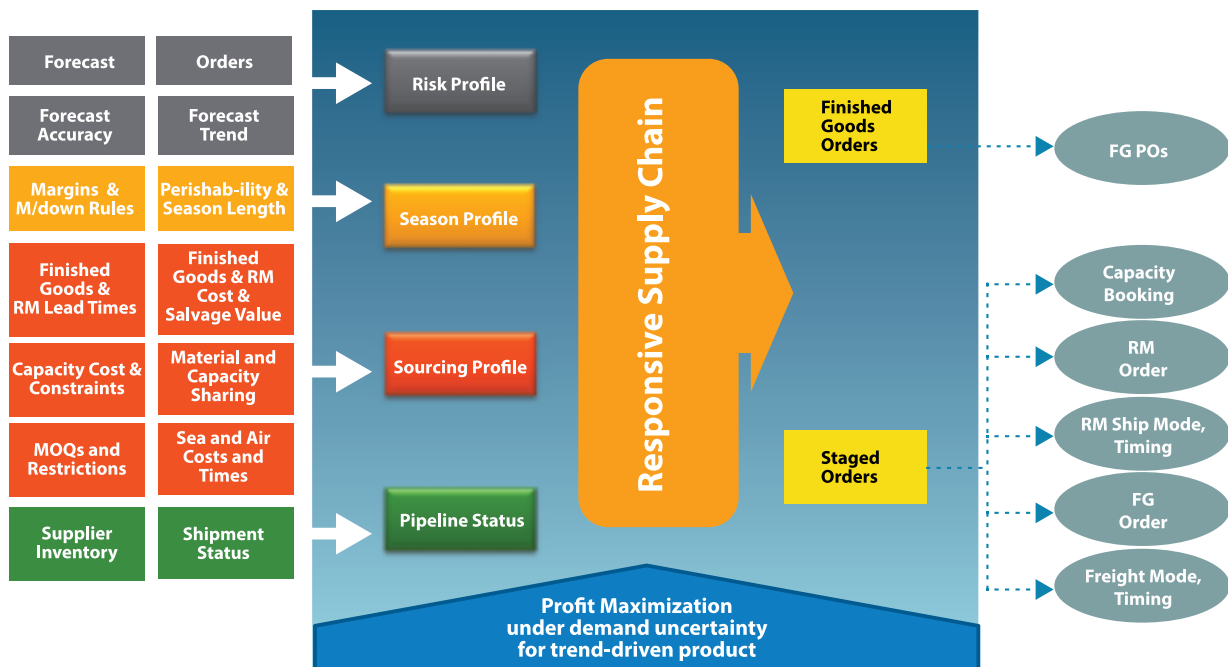 Forecast
Orders
Forecast
Accuracy
Forecast
Trend
Margins &
M/down Rules
Perishab-ility &
Season Length
Finished
Goods &
RM Lead Times
Finished
Goods & RM
Cost &
Salvage Value
Capacity Cost &
Constraints
Material and
Capacity
Sharing
MOQs and
Restrictions
Sea and Air
Costs and
Times
Supplier
Inventory
Shipment
Status
Risk Profile
Season Profile
Sourcing Profile
Pipeline Status
Responsive Supply Chain
Finished
Goods
Orders
Staged
Orders
FG POs
Capacity
Booking
RM
Order
RM Ship Mode,
Timing
FG
Order
Freight Mode,
Timing
Profit Maximization
under demand uncertainty
for trend-driven product